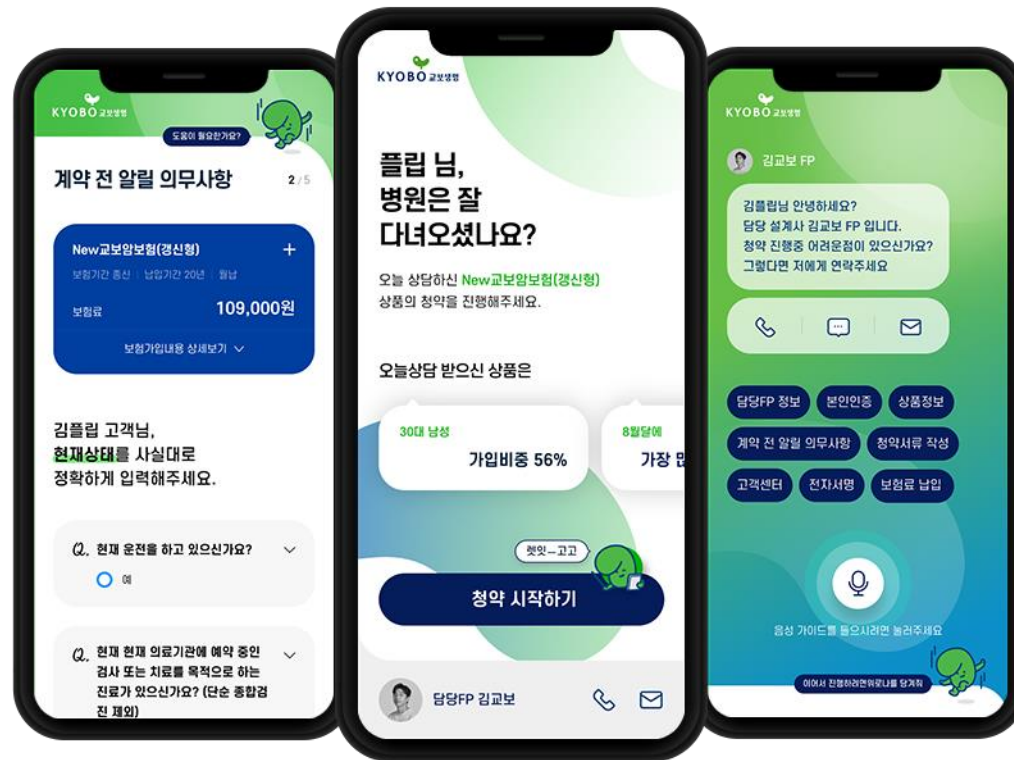 KYOBO 교보생명
도움이 필요한가요?
계약 전 알릴 의무사항
2 / 5
New교보암보험(갱신형)
+
보험기간 종신 | 납입기간 20년 | 월납
보험료
109,000원
보험가입내용 상세보기
김플립 고객님,
현재상태를 사실대로
정확하게 입력해주세요.
Q. 현재 운전을 하고 있으신가요?
예
Q. 현재 현재 의료기관에 예약 중인
검사 또는 치료를 목적으로 하는
진료가 있으신가요? (단순 종합검
진 제외)
KYOBO 교보생명
플립 님,
병원은 잘
다녀오셨나요?
오늘 상담하신 New교보암보험(갱신형)
상품의 청약을 진행해주세요.
오늘상담 받으신 상품은
30대 남성
가입비중 56%
8월달에
가장
렛잇—고고
청약 시작하기
담당FP 김교보
KYOBO 교보생명
김교보 FP
김플립님 안녕하세요?
담당 설계사 김교보 FP 입니다.
청약 진행중 어려운점이 있으신가요?
그렇다면 저에게 연락주세요
담당FP 정보
본인인증
상품정보
계약 전 알릴 의무사항
청약서류 작성
고객센터
전자서명
보험료 납입
음성 가이드를 들으시려면 눌러주세요
이어서 진행하려면위로나를 당겨줘